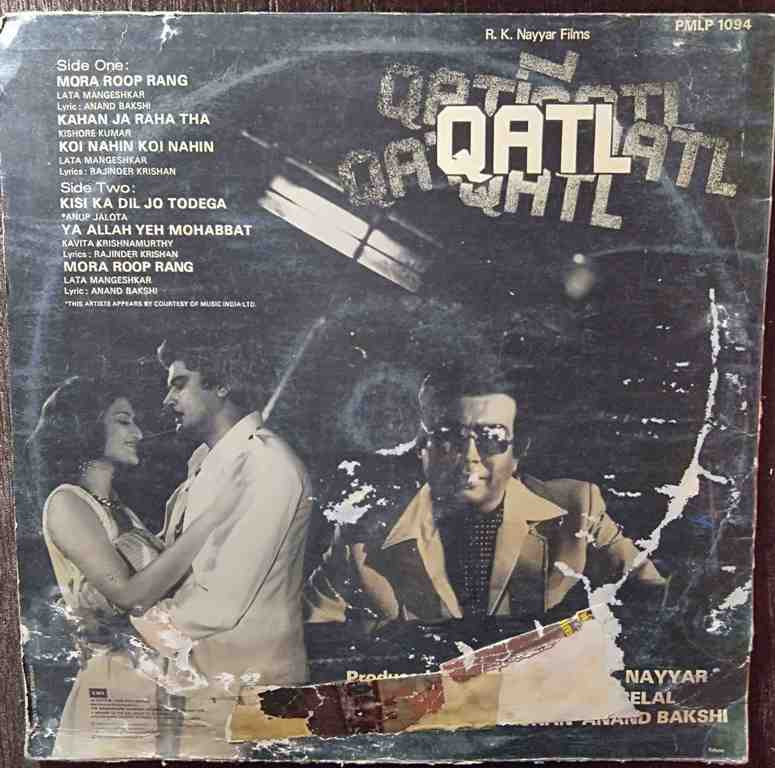 R. K. Nayyar Films
PMLP 1094
QATL
Side One:
MORA ROOP RANG
LATA MANGESHKAR
Lyric: ANAND BAKSHI
KAHAN JA RAHA THA
KISHORE KUMAR
KOI NAHIN KOI NAHIN
LATA MANGESHKAR
Lyrics: RAJINDER KRISHAN
Side Two:
KISI KA DIL JO TODEGA
*ANUP JALOTA
YA ALLAH YEH MOHABBAT
KAVITA KRISHNAMURTHY
Lyrics: RAJINDER KRISHAN
MORA ROOP RANG
LATA MANGESHKAR
Lyric: ANAND BAKSHI
*THIS ARTISTE APPEARS BY COURTESY OF MUSIC INDIA LTD.
NAYYAR
ELAL
ANAND BAKSHI
EMI